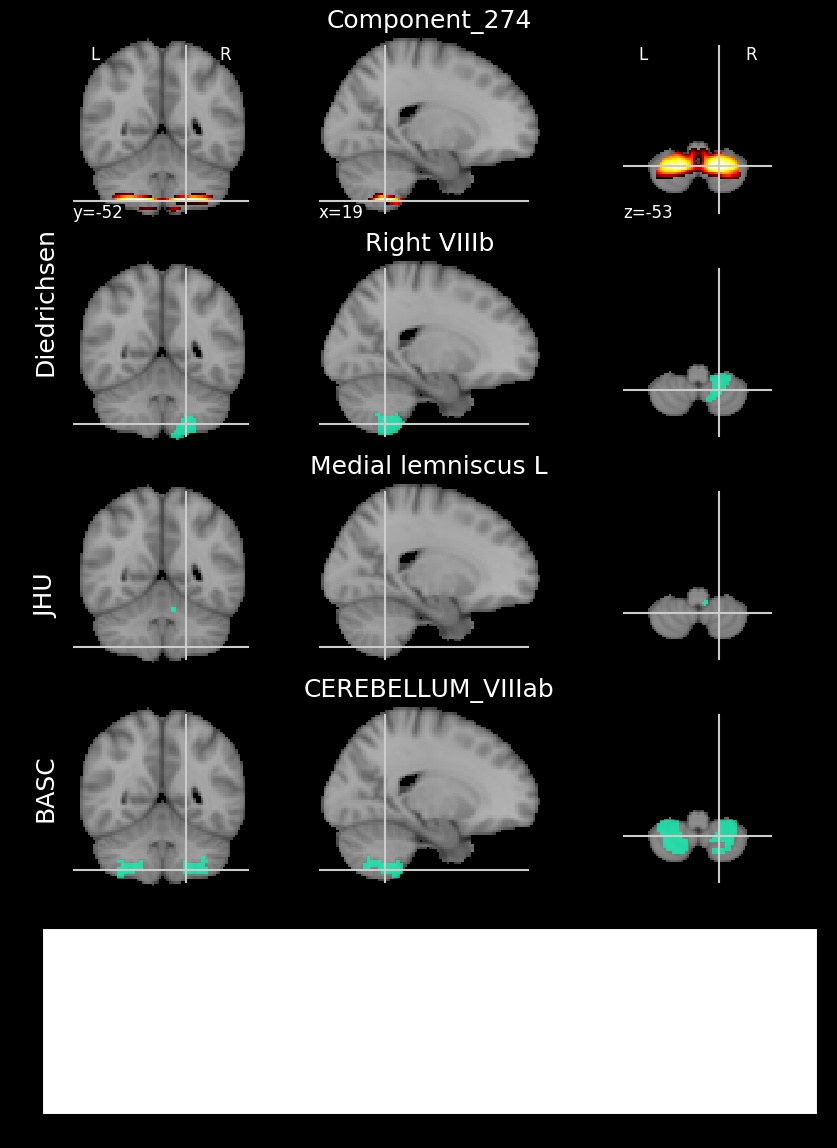 Component_274
L R
L R
y=-52
x=19
z=-53
Diedrichsen
Right VIIIb
JHU
Medial lemniscus L
BASC
CEREBELLUM_VIIIab